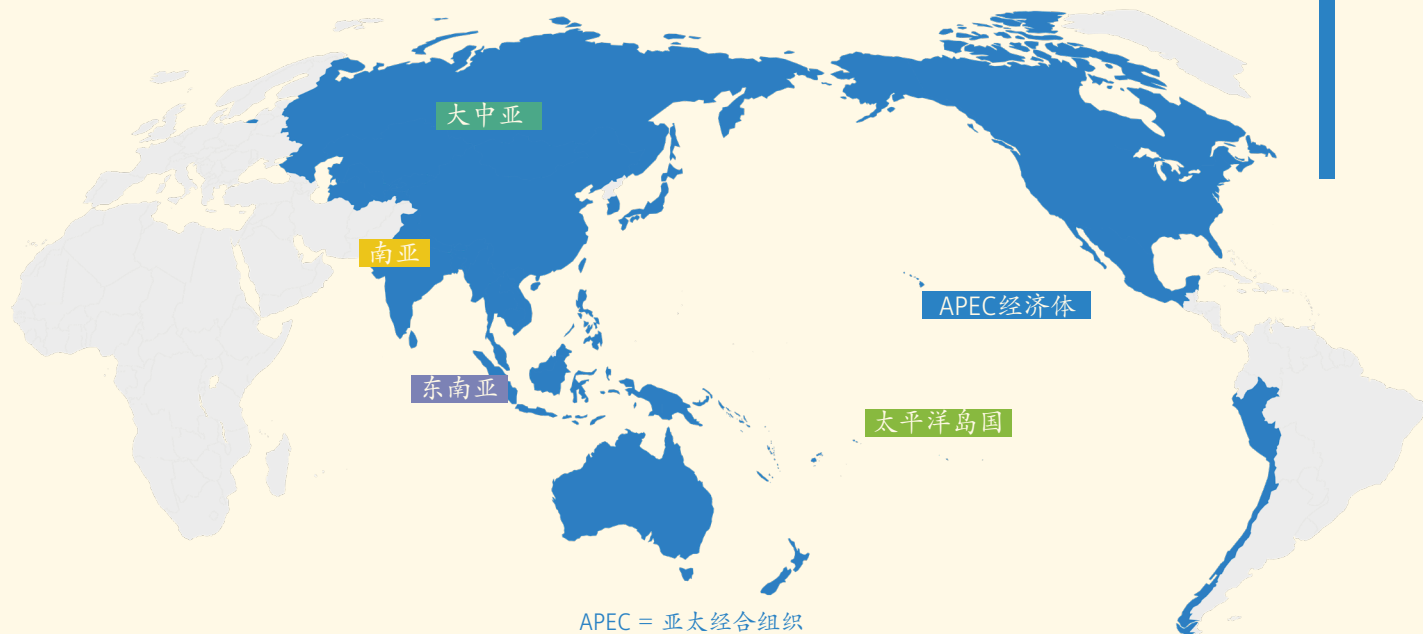 大中亚
南亚
APEC经济体
东南亚
太平洋岛国
APEC = 亚太经合组织